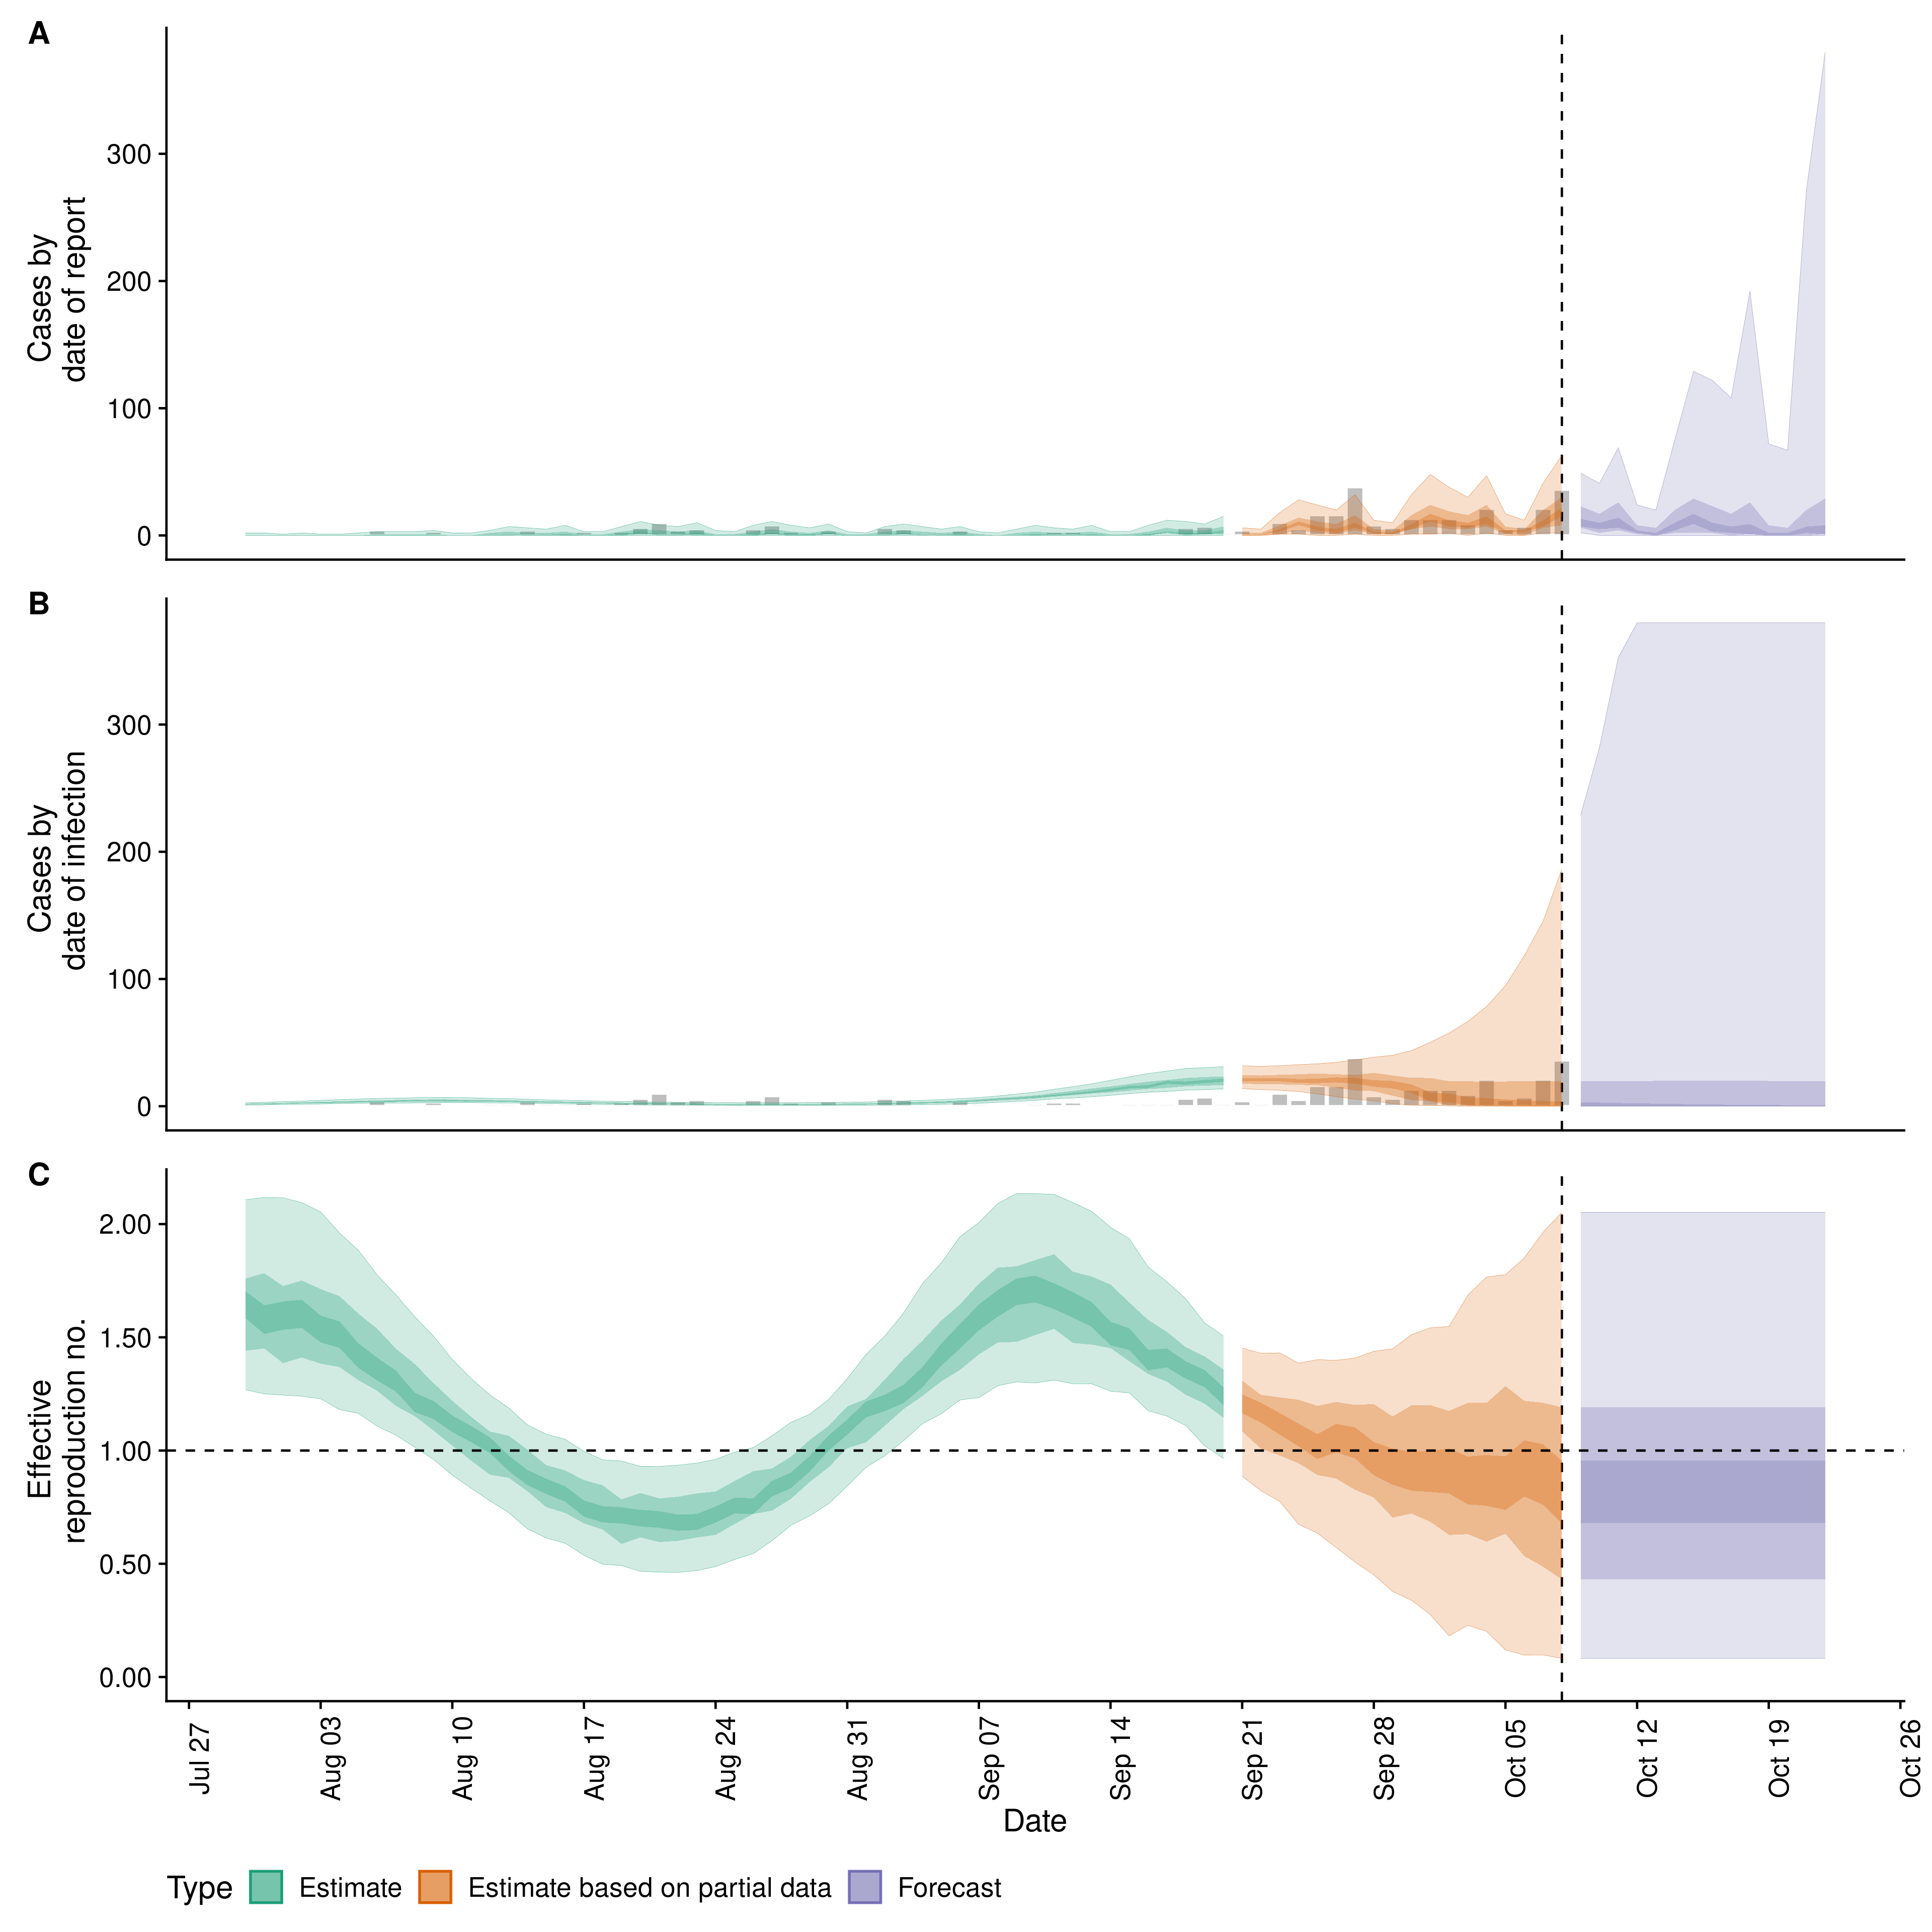 A
Cases by
date of report
300
200
100
0
B
Cases by
date of infection
300
200
100
0
C
Effective
reproduction no.
2.00
1.50
1.00
0.50
0.00
Jul 27
Aug 03
Aug 10
Aug 17
Aug 24
Aug 31
Sep 07
Sep 14
Sep 21
Sep 28
Oct 05
Oct 12
Oct 19
Oct 26
Date
Type Estimate Estimate based on partial data Forecast